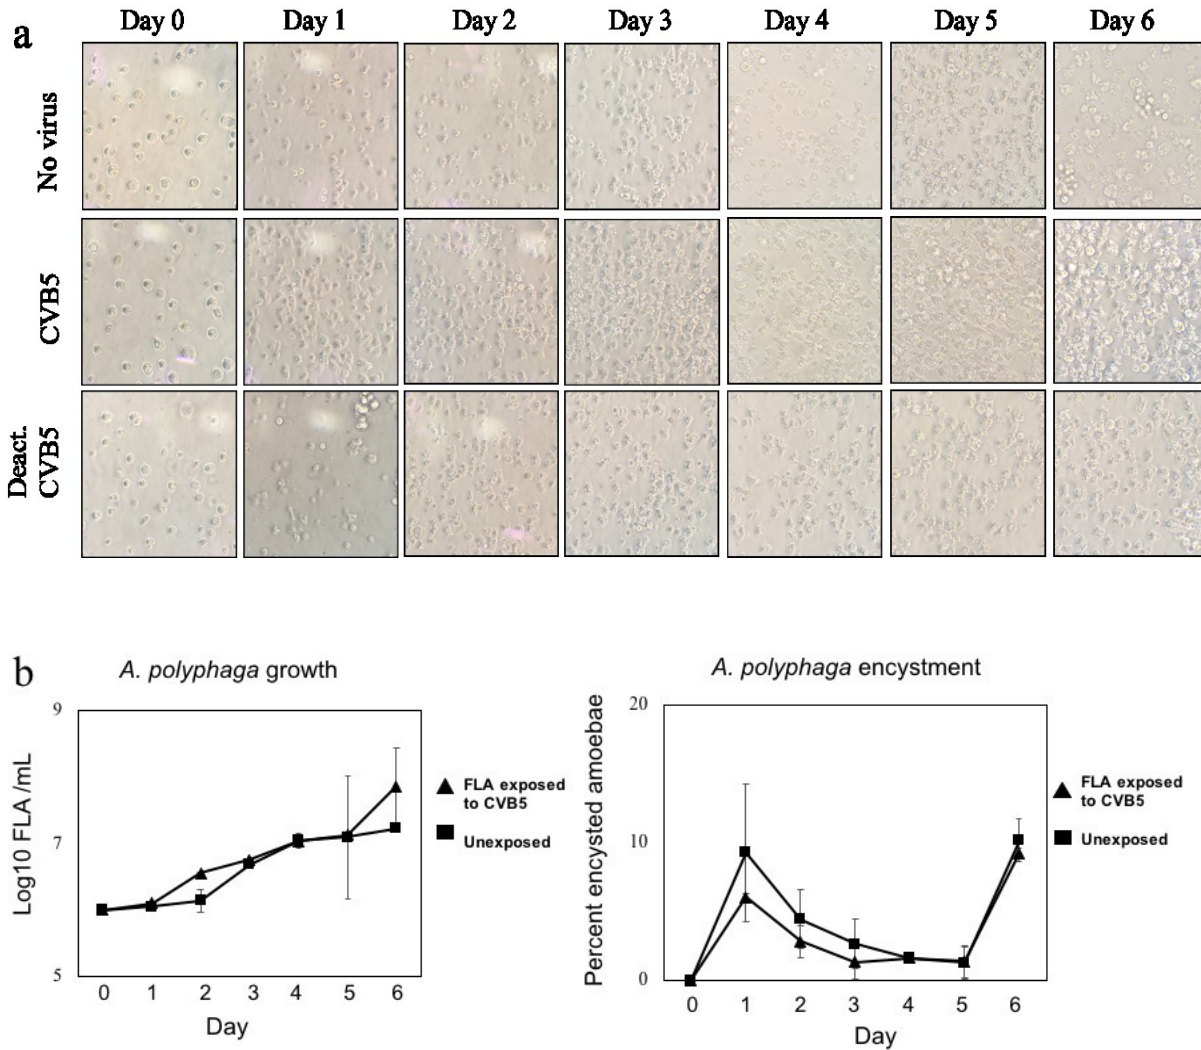 a
Day 0 Day 1 Day 2 Day 3 Day 4 Day 5 Day 6
No virus
CVB5
Deact.
CVB5
b
A. polyphaga growth
9
7
5
Log10 FLA /mL
0 1 2 3 4 5 6
Day
FLA exposed
to CVB5
Unexposed
A. polyphaga encystment
20
10
0
Percent encysted amoebae
0 1 2 3 4 5 6
Day
FLA exposed
to CVB5
Unexposed